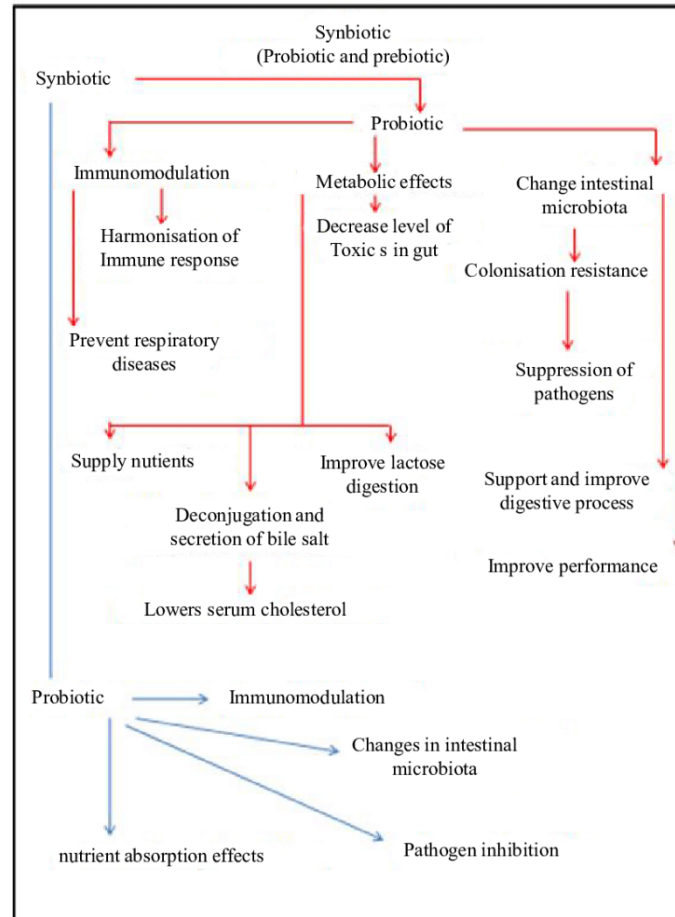 Synbiotic
(Probiotic and prebiotic)
Synbiotic
Probiotic
Immunomodulation
Metabolic effects
Change intestinal
microbiota
Harmonisation of
Immune response
Decrease level of
Toxic s in gut
Colonisation resistance
Prevent respiratory
diseases
Suppression of
pathogens
Supply nutients
Improve lactose
digestion
Support and improve
digestive process
Deconjugation and
secretion of bile salt
Improve performance
Lowers serum cholesterol
Probiotic
Immunomodulation
Changes in intestinal
microbiota
nutrient absorption effects
Pathogen inhibition